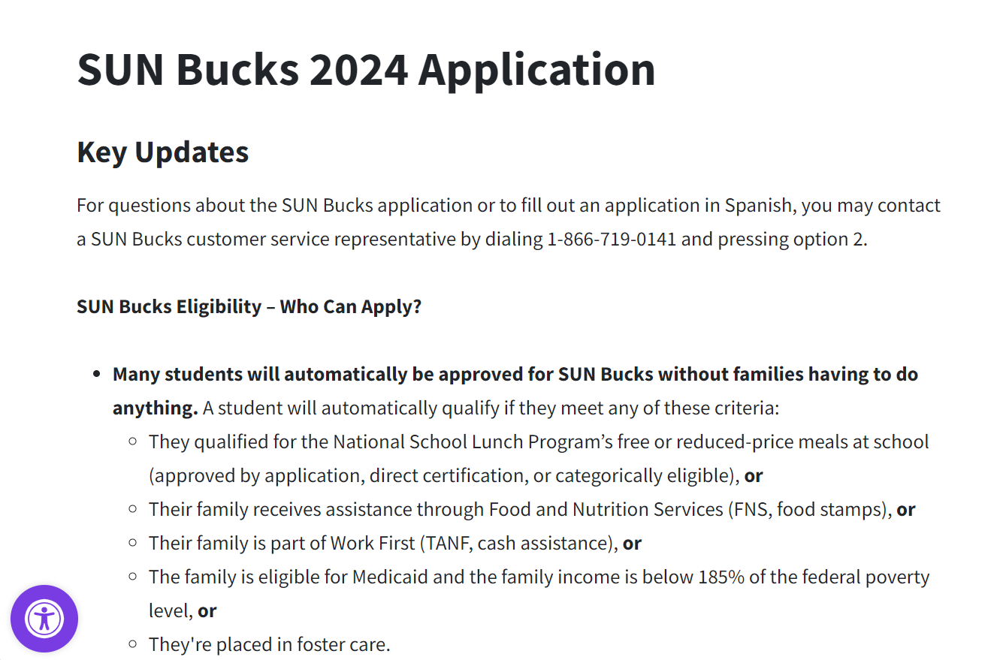 SUN Bucks 2024 Application
Key Updates
For questions about the SUN Bucks application or to fill out an application in Spanish, you may contact
a SUN Bucks customer service representative by dialing 1-866-719-0141 and pressing option 2.
SUN Bucks Eligibility – Who Can Apply?
• Many students will automatically be approved for SUN Bucks without families having to do
anything. A student will automatically qualify if they meet any of these criteria:
◦ They qualified for the National School Lunch Program’s free or reduced-price meals at school
(approved by application, direct certification, or categorically eligible), or
◦ Their family receives assistance through Food and Nutrition Services (FNS, food stamps), or
◦ Their family is part of Work First (TANF, cash assistance), or
◦ The family is eligible for Medicaid and the family income is below 185% of the federal poverty
level, or
◦ They're placed in foster care.